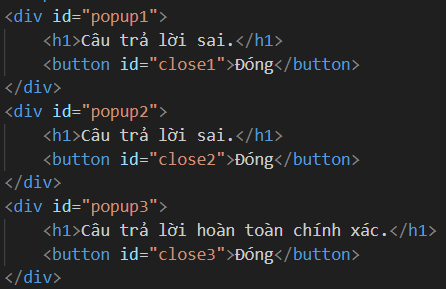 <div id="popup1">
<h1>Câu trả lời sai.</h1>
<button id="close1">Đóng</button>
</div>
<div id="popup2">
<h1>Câu trả lời sai.</h1>
<button id="close2">Đóng</button>
</div>
<div id="popup3">
<h1>Câu trả lời hoàn toàn chính xác.</h1>
<button id="close3">Đóng</button>
</div>